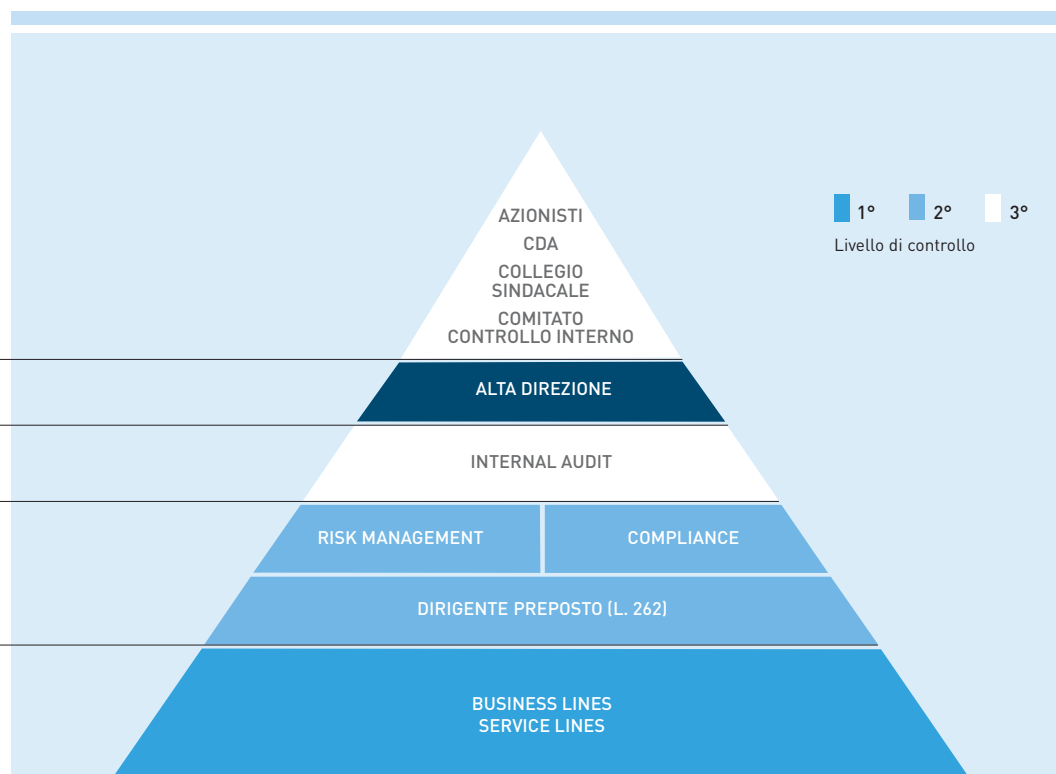 AZIONISTI
CDA
COLLEGIO
SINDACALE
COMITATO
CONTROLLO INTERNO
1° 2° 3°
Livello di controllo
ALTA DIREZIONE
INTERNAL AUDIT
RISK MANAGEMENT COMPLIANCE
DIRIGENTE PREPOSTO (L. 262)
BUSINESS LINES
SERVICE LINES